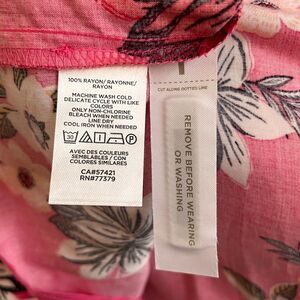 100% RAYON/ RAYONNE/
RAYON
MACHINE WASH COLD
DELICATE CYCLE WITH LIKE
COLORS
ONLY NON-CHLORINE
BLEACH WHEN NEEDED
LINE DRY
COOL IRON WHEN NEEDED
AVEC DES COULEURS
SEMBLABLES / CON
COLORES SIMILARES
CA#57421
RN#77379
CUT ALONG DOTTED LINE
REMOVE BEFORE WEARING
OR WASHING